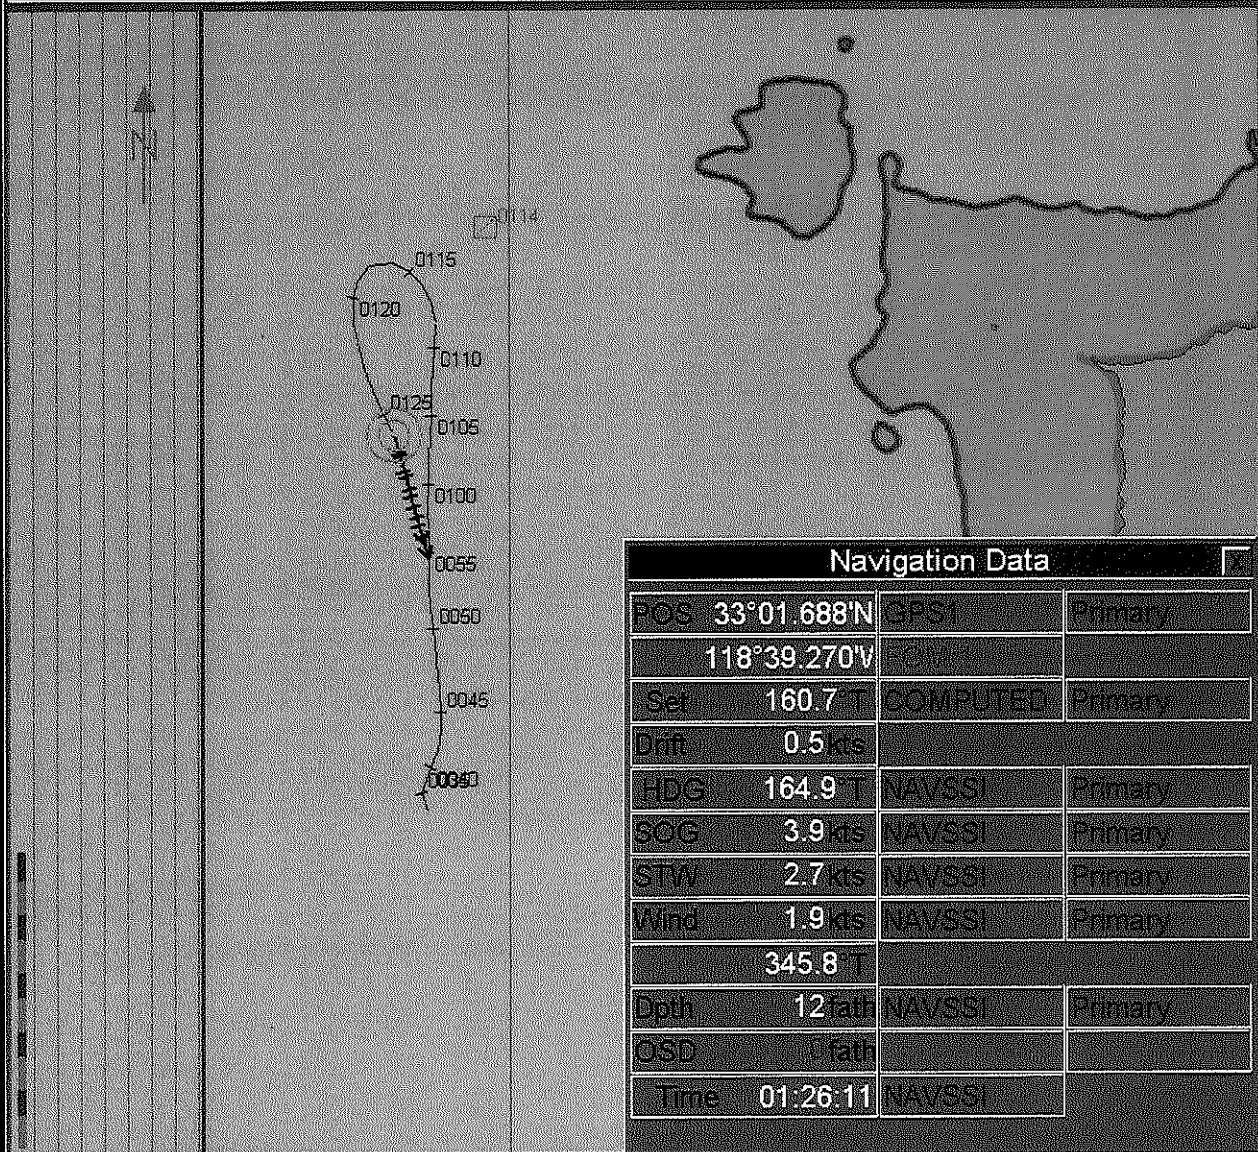 N
0114
0115
0120
0110
0125
0105
0100
0055
0050
0045
Navigation Data X
POS 33°01.688'N GPS1 Primary
118°39.270'W
Set 160.7°T COMPUTED Primary
Drift 0.5 kts
HDG 164.9°T NAVSSI Primary
SOG 3.9 kts NAVSSI Primary
STW 2.7 kts NAVSSI Primary
Wind 1.9 kts NAVSSI Primary
345.8°T
Dpth 12 fath NAVSSI Primary
OSD fath
Time 01:26:11 NAVSSI